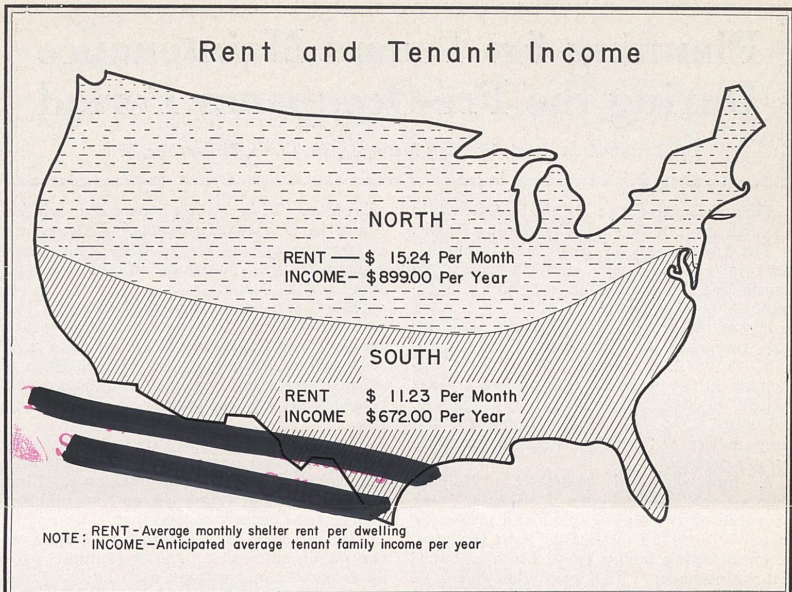 Rent and Tenant Income
NORTH
RENT — $ 15.24 Per Month
INCOME – $899.00 Per Year
SOUTH
RENT $ 11.23 Per Month
INCOME $672.00 Per Year
NOTE: RENT - Average monthly shelter rent per dwelling
INCOME – Anticipated average tenant family income per year